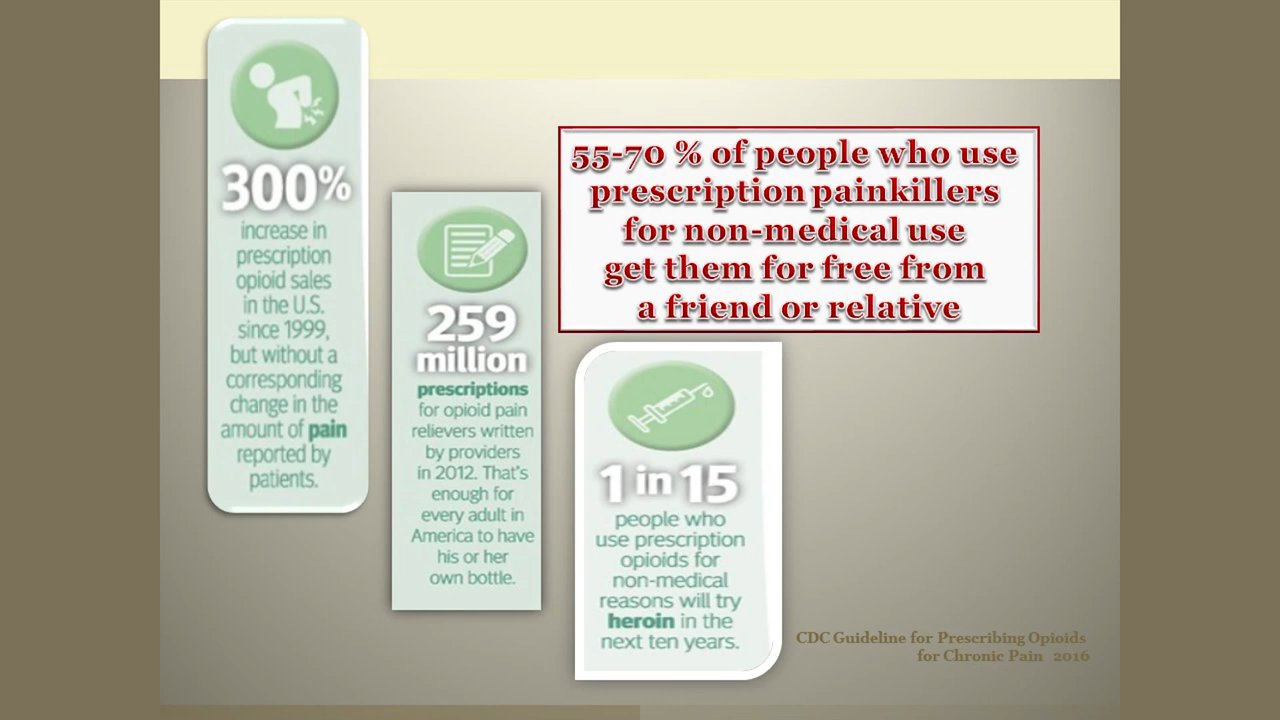 300%
increase in
prescription
opioid sales
in the U.S.
since 1999,
but without a
corresponding
change in the
amount of pain
reported by
patients.
259
million
prescriptions
for opioid pain
relievers written
by providers
in 2012. That's
enough for
every adult in
America to have
his or her
own bottle.
55-70 % of people who use
prescription painkillers
for non-medical use
get them for free from
a friend or relative
1 in 15
people who
use prescription
opioids for
non-medical
reasons will try
heroin in the
next ten years.
CDC Guideline for Prescribing Opioids
for Chronic Pain 2016